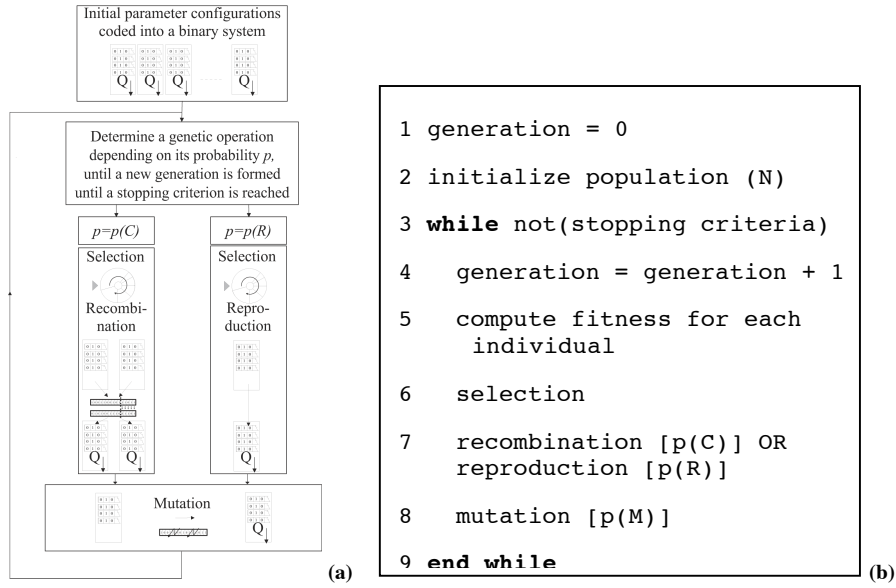 Initial parameter configurations
coded into a binary system
Q Q Q Q
Determine a genetic operation
depending on its probability p,
until a new generation is formed
until a stopping criterion is reached
p=p(C)
p=p(R)
Selection
Recombi-
nation
Q Q
Selection
Repro-
duction
Q
Mutation
Q
(a)
1 generation = 0
2 initialize population (N)
3 while not(stopping criteria)
4 generation = generation + 1
5 compute fitness for each
individual
6 selection
7 recombination [p(C)] OR
reproduction [p(R)]
8 mutation [p(M)]
9 end while
(b)